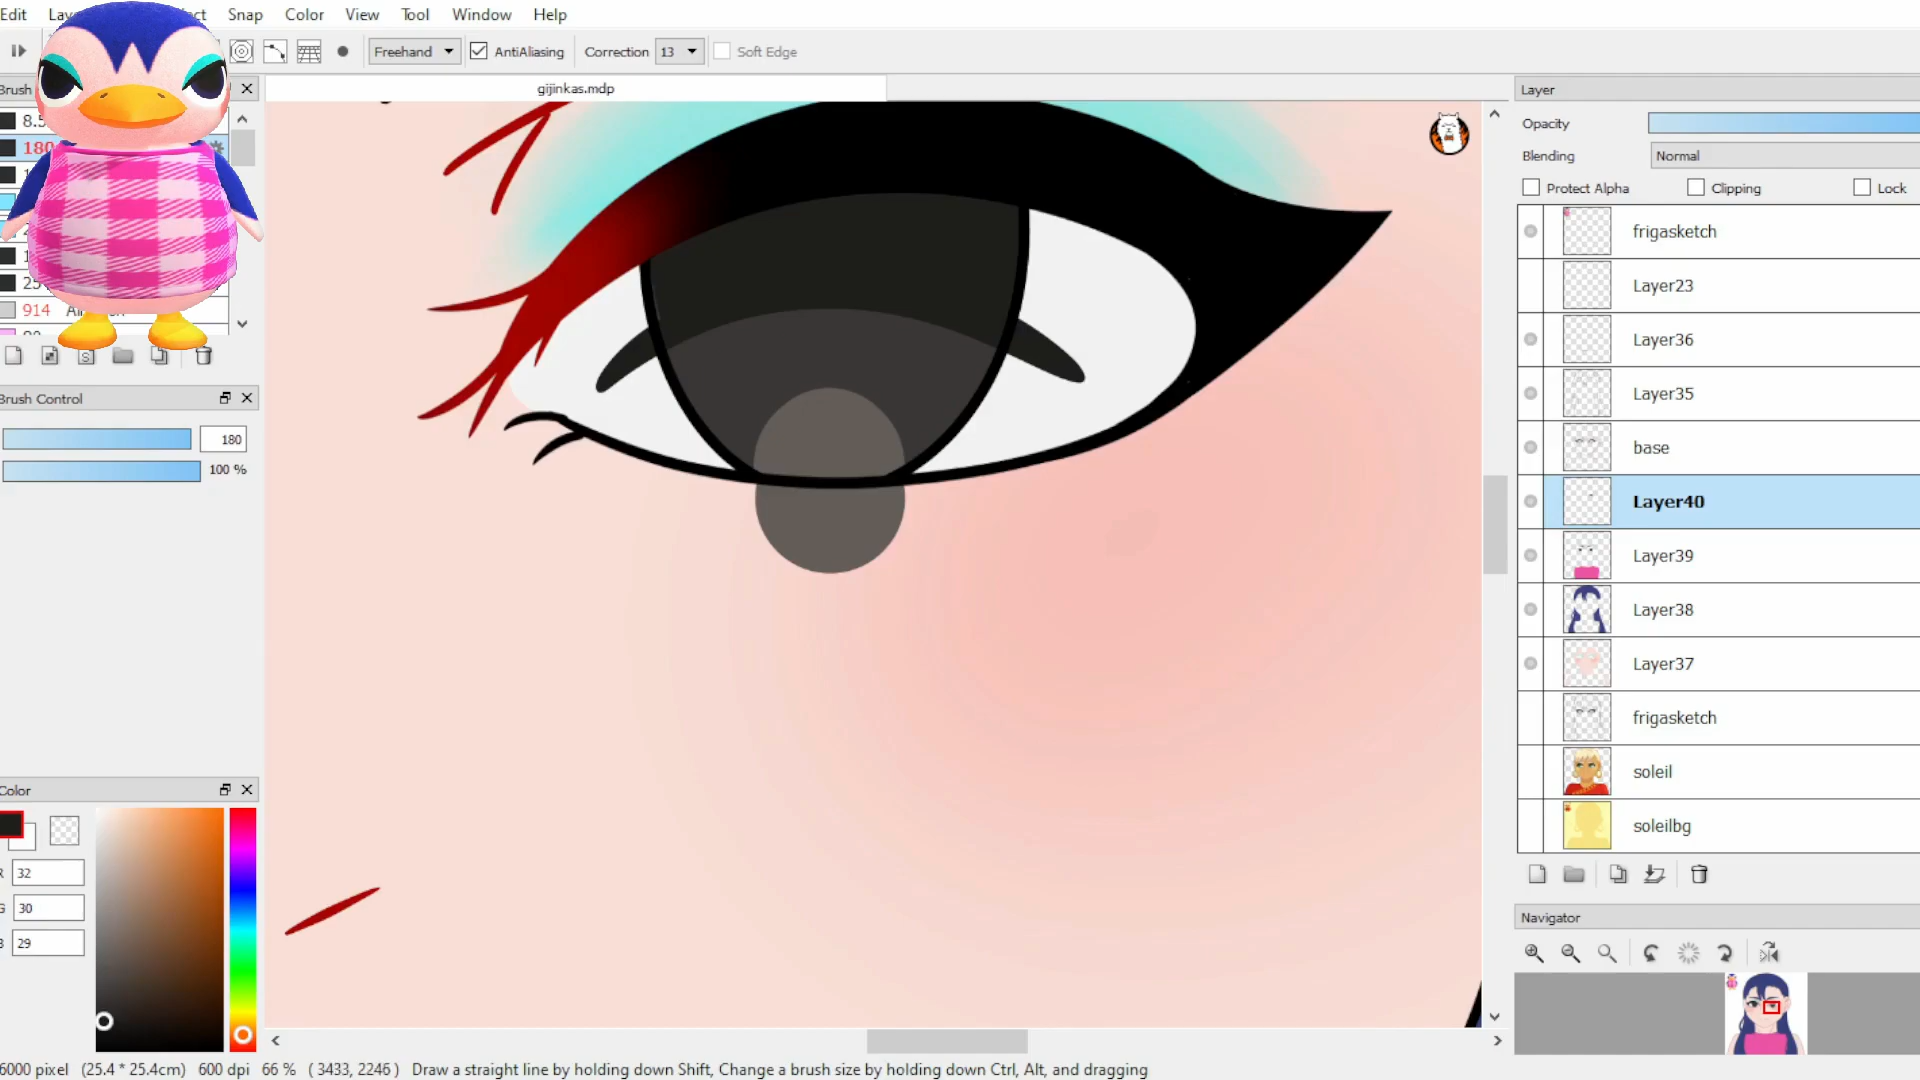 Edit
Snap Color View Tool Window Help
Freehand AntiAliasing Correction 13 Soft Edge
Brush
gijinkas.mdp
Layer
Opacity
Blending Normal
Protect Alpha Clipping Lock
180
914
frigasketch
Layer23
Layer36
Layer35
base
Layer40
Layer39
Layer38
Layer37
frigasketch
soleil
soleilbg
Brush Control
180
100 %
Color
32
30
29
Navigator
6000 pixel (25.4 * 25.4cm) 600 dpi 66 % ( 3433, 2246 ) Draw a straight line by holding down Shift, Change a brush size by holding down Ctrl, Alt, and dragging